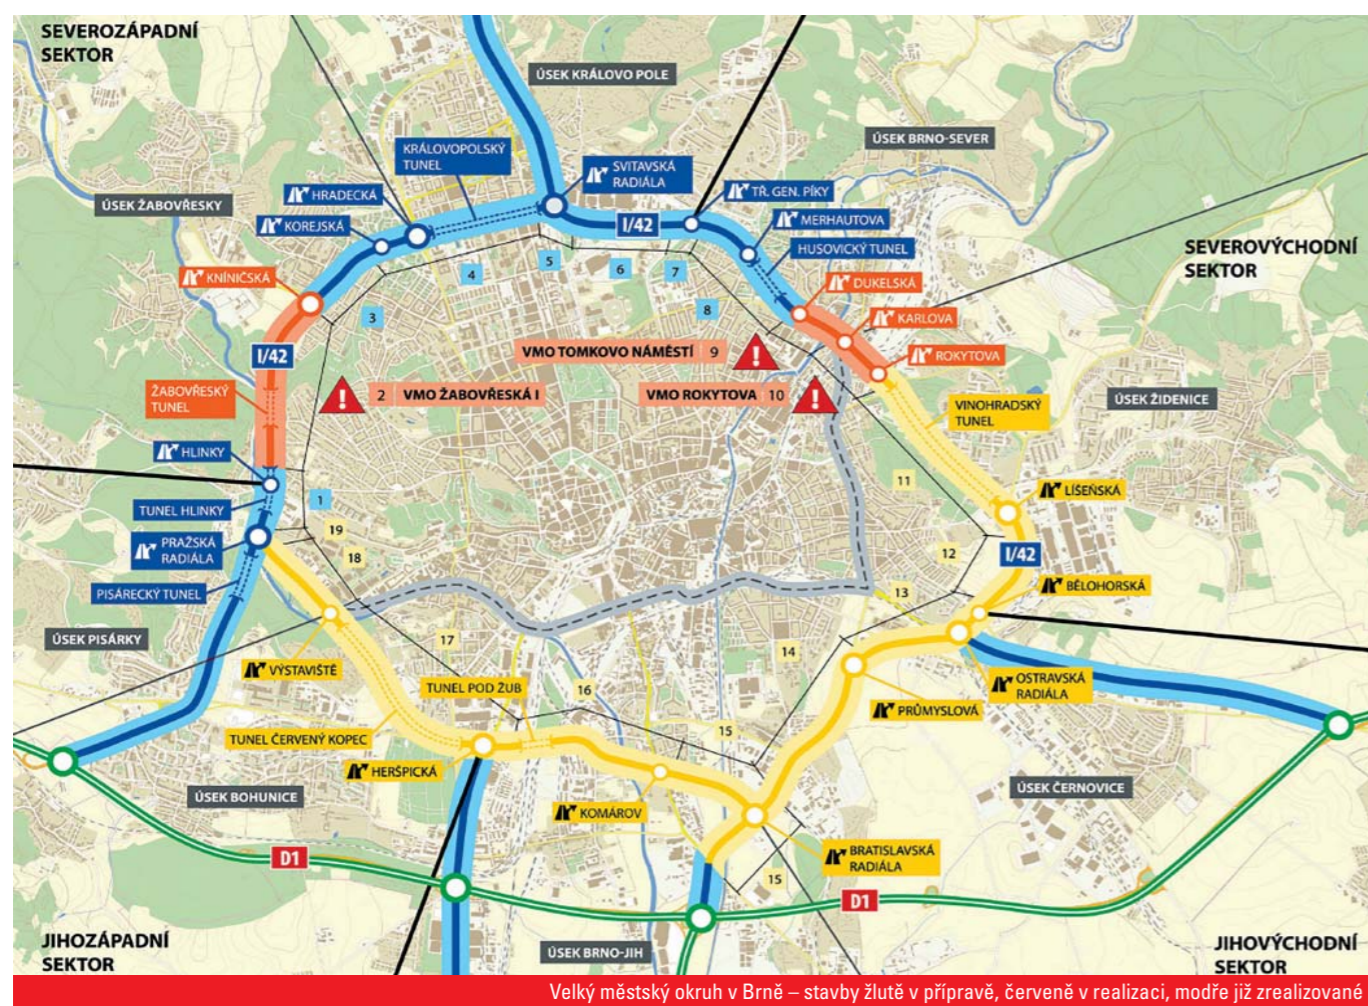 SEVEROZÁPADNÍ
SEKTOR
ÚSEK KRÁLOVO POLE
ÚSEK BRNO-SEVER
KRÁLOVOPOLSKÝ
TUNEL
SVITAVSKÁ
RADIÁLA
HRADECKÁ
TŘ. GEN. PÍKY
ÚSEK ŽABOVŘESKY
KOREJSKÁ
I/42
MERHAUTOVA
HUSOVICKÝ TUNEL
SEVEROVÝCHODNÍ
SEKTOR
KNÍNIČSKÁ
4
5
6
7
DUKELSKÁ
3
8
KARLOVA
I/42
VMO TOMKOVO NÁMĚSTÍ 9
ROKYTOVA
ŽABOVŘESKÝ
TUNEL
2 VMO ŽABOVŘESKÁ I
VMO ROKYTOVA 10
VINOHRADSKÝ
TUNEL
ÚSEK ŽIDENICE
HLINKY
11
LÍŠEŇSKÁ
TUNEL HLINKY
1
19
PRAŽSKÁ
RADIÁLA
18
12
I/42
PISÁRECKÝ TUNEL
13
BĚLOHORSKÁ
ÚSEK PISÁRKY
17
14
VÝSTAVIŠTĚ
TUNEL POD ŽUB
16
OSTRAVSKÁ
RADIÁLA
PRŮMYSLOVÁ
TUNEL ČERVENÝ KOPEC
15
HERŠPICKÁ
ÚSEK BOHUNICE
ÚSEK ČERNOVICE
KOMÁROV
D1
BRATISLAVSKÁ
RADIÁLA
15
D1
JIHOZÁPADNÍ
SEKTOR
ÚSEK BRNO-JIH
JIHOVÝCHODNÍ
SEKTOR
Velký městský okruh v Brně – stavby žlutě v přípravě, červeně v realizaci, modře již zrealizované